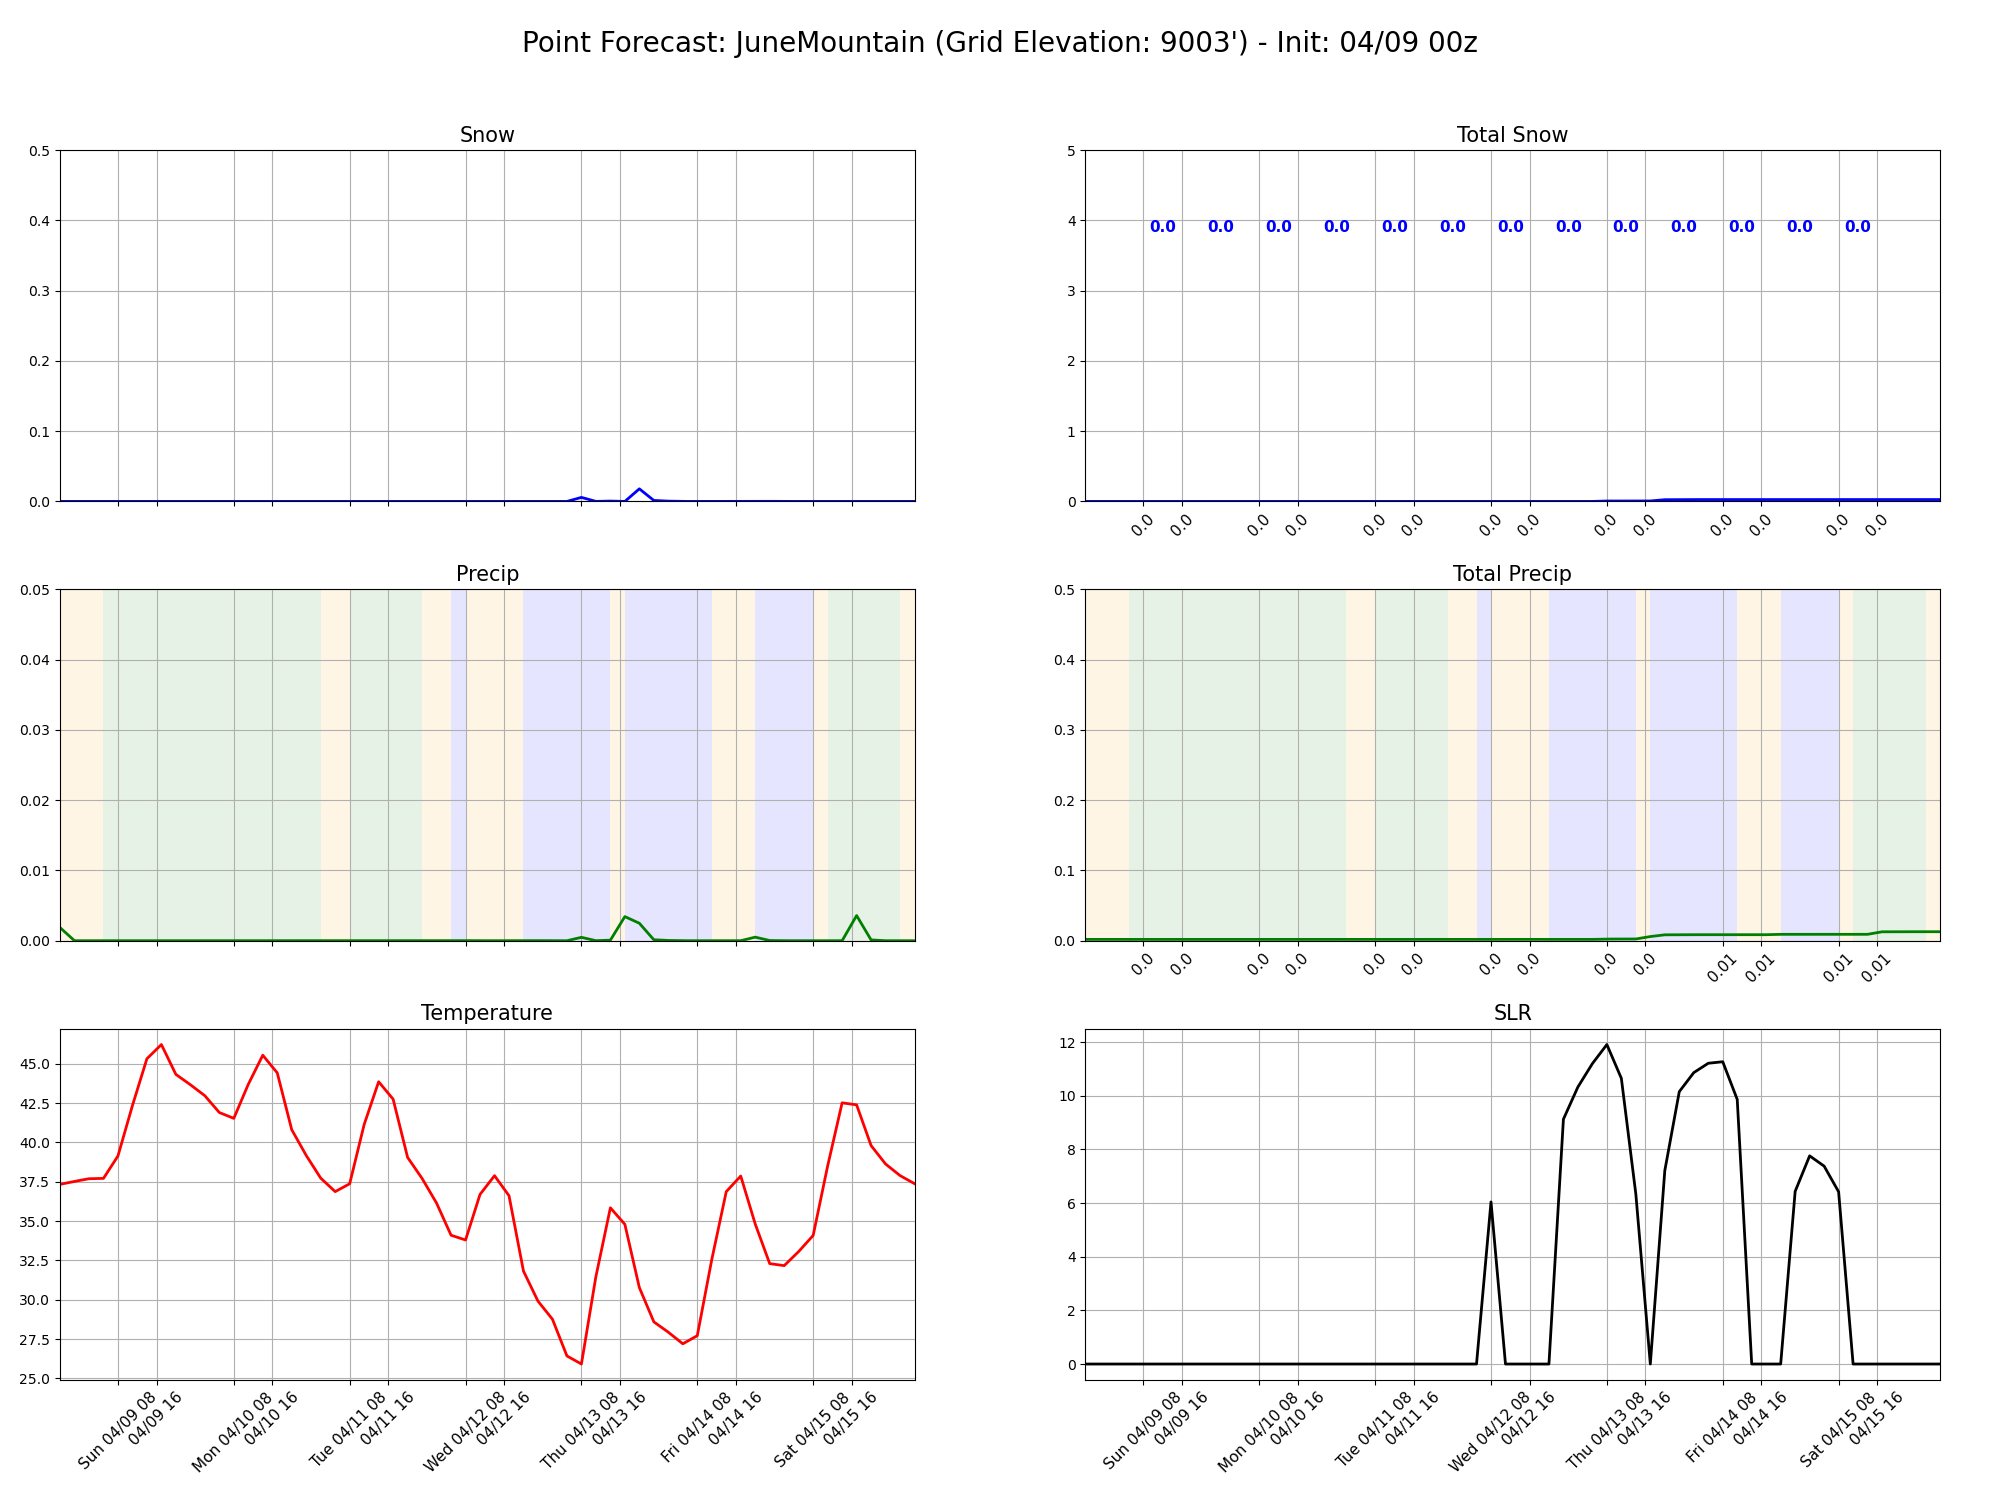 Point Forecast: JuneMountain (Grid Elevation: 9003') - Init: 04/09 00z
Snow
0.5
0.4
0.3
0.2
0.1
0.0
Total Snow
5
4
3
2
1
0
0.0 0.0 0.0 0.0 0.0 0.0 0.0 0.0 0.0 0.0 0.0 0.0 0.0
0.0 0.0 0.0 0.0 0.0 0.0 0.0 0.0 0.0 0.0 0.0 0.0 0.0 0.0
Precip
0.05
0.04
0.03
0.02
0.01
0.00
Total Precip
0.5
0.4
0.3
0.2
0.1
0.0
0.0 0.0 0.0 0.0 0.0 0.0 0.0 0.0 0.0 0.0 0.01 0.01 0.01 0.01
Temperature
45.0
42.5
40.0
37.5
35.0
32.5
30.0
27.5
25.0
Sun 04/09 08
04/09 16
Mon 04/10 08
04/10 16
Tue 04/11 08
04/11 16
Wed 04/12 08
04/12 16
Thu 04/13 08
04/13 16
Fri 04/14 08
04/14 16
Sat 04/15 08
04/15 16
SLR
12
10
8
6
4
2
0
Sun 04/09 08
04/09 16
Mon 04/10 08
04/10 16
Tue 04/11 08
04/11 16
Wed 04/12 08
04/12 16
Thu 04/13 08
04/13 16
Fri 04/14 08
04/14 16
Sat 04/15 08
04/15 16